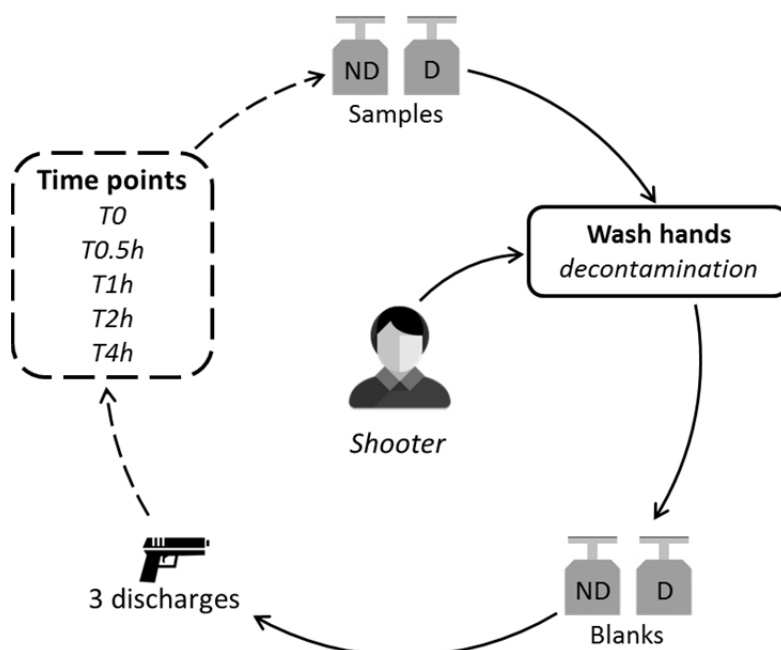 ND D
Samples
Time points
T0
T0.5h
T1h
T2h
T4h
Wash hands
decontamination
Shooter
3 discharges
ND D
Blanks